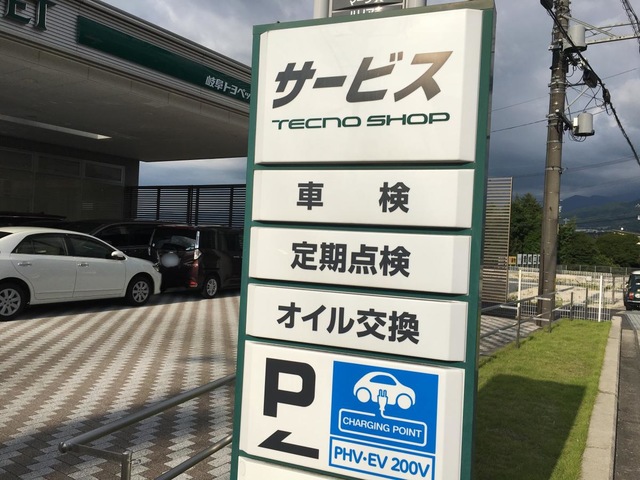 ET
岐阜トヨペッ
サービス
TECNO SHOP
車検
定期点検
オイル交換
P
CHARGING POINT
PHV・EV 200V